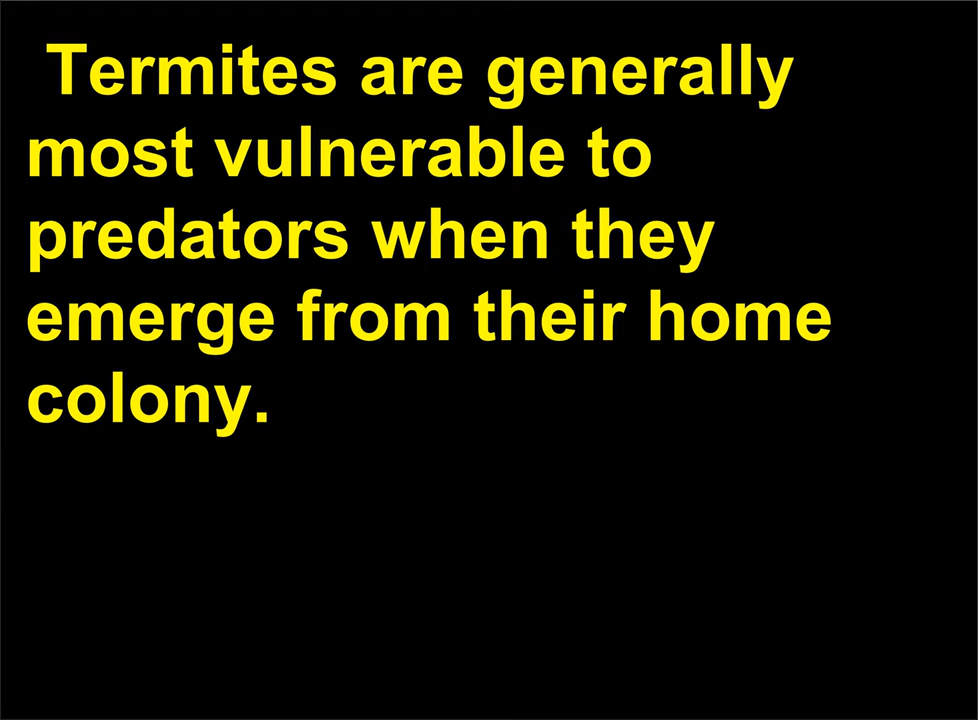 Termites are generally
most vulnerable to
predators when they
emerge from their home
colony.